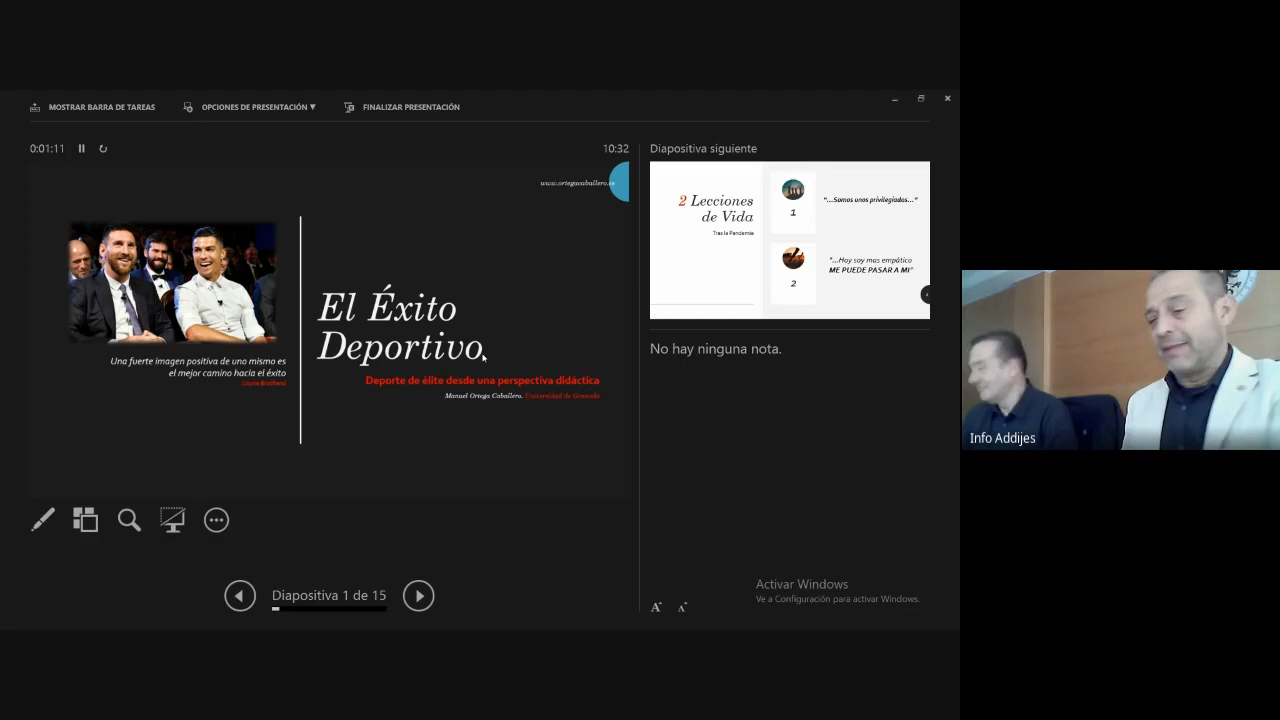 MOSTRAR BARRA DE TAREAS
OPCIONES DE PRESENTACIÓN ▼
FINALIZAR PRESENTACIÓN
0:01:11
10:32
www.ortegacaballero.es
Una fuerte imagen positiva de uno mismo es
el mejor camino hacia el éxito
El Éxito
Deportivo.
Deporte de élite desde una perspectiva didáctica
Manuel Ortega Caballero. Universidad de Granada
Diapositiva 1 de 15
Diapositiva siguiente
2 Lecciones
de Vida
Tras la Pandemia
1
"...Somos unos privilegiados..."
2
"...Hoy soy mas empático
ME PUEDE PASAR A MI"
No hay ninguna nota.
Activar Windows
Ve a Configuración para activar Windows.
Info Addijes